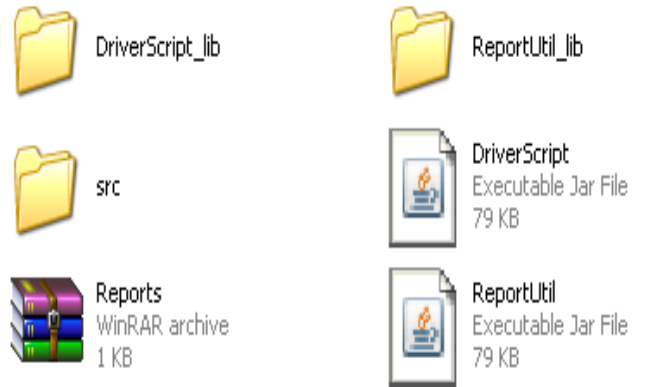 DriverScript_lib
ReportUtil_lib
src
DriverScript
Executable Jar File
79 KB
Reports
WinRAR archive
1 KB
ReportUtil
Executable Jar File
79 KB